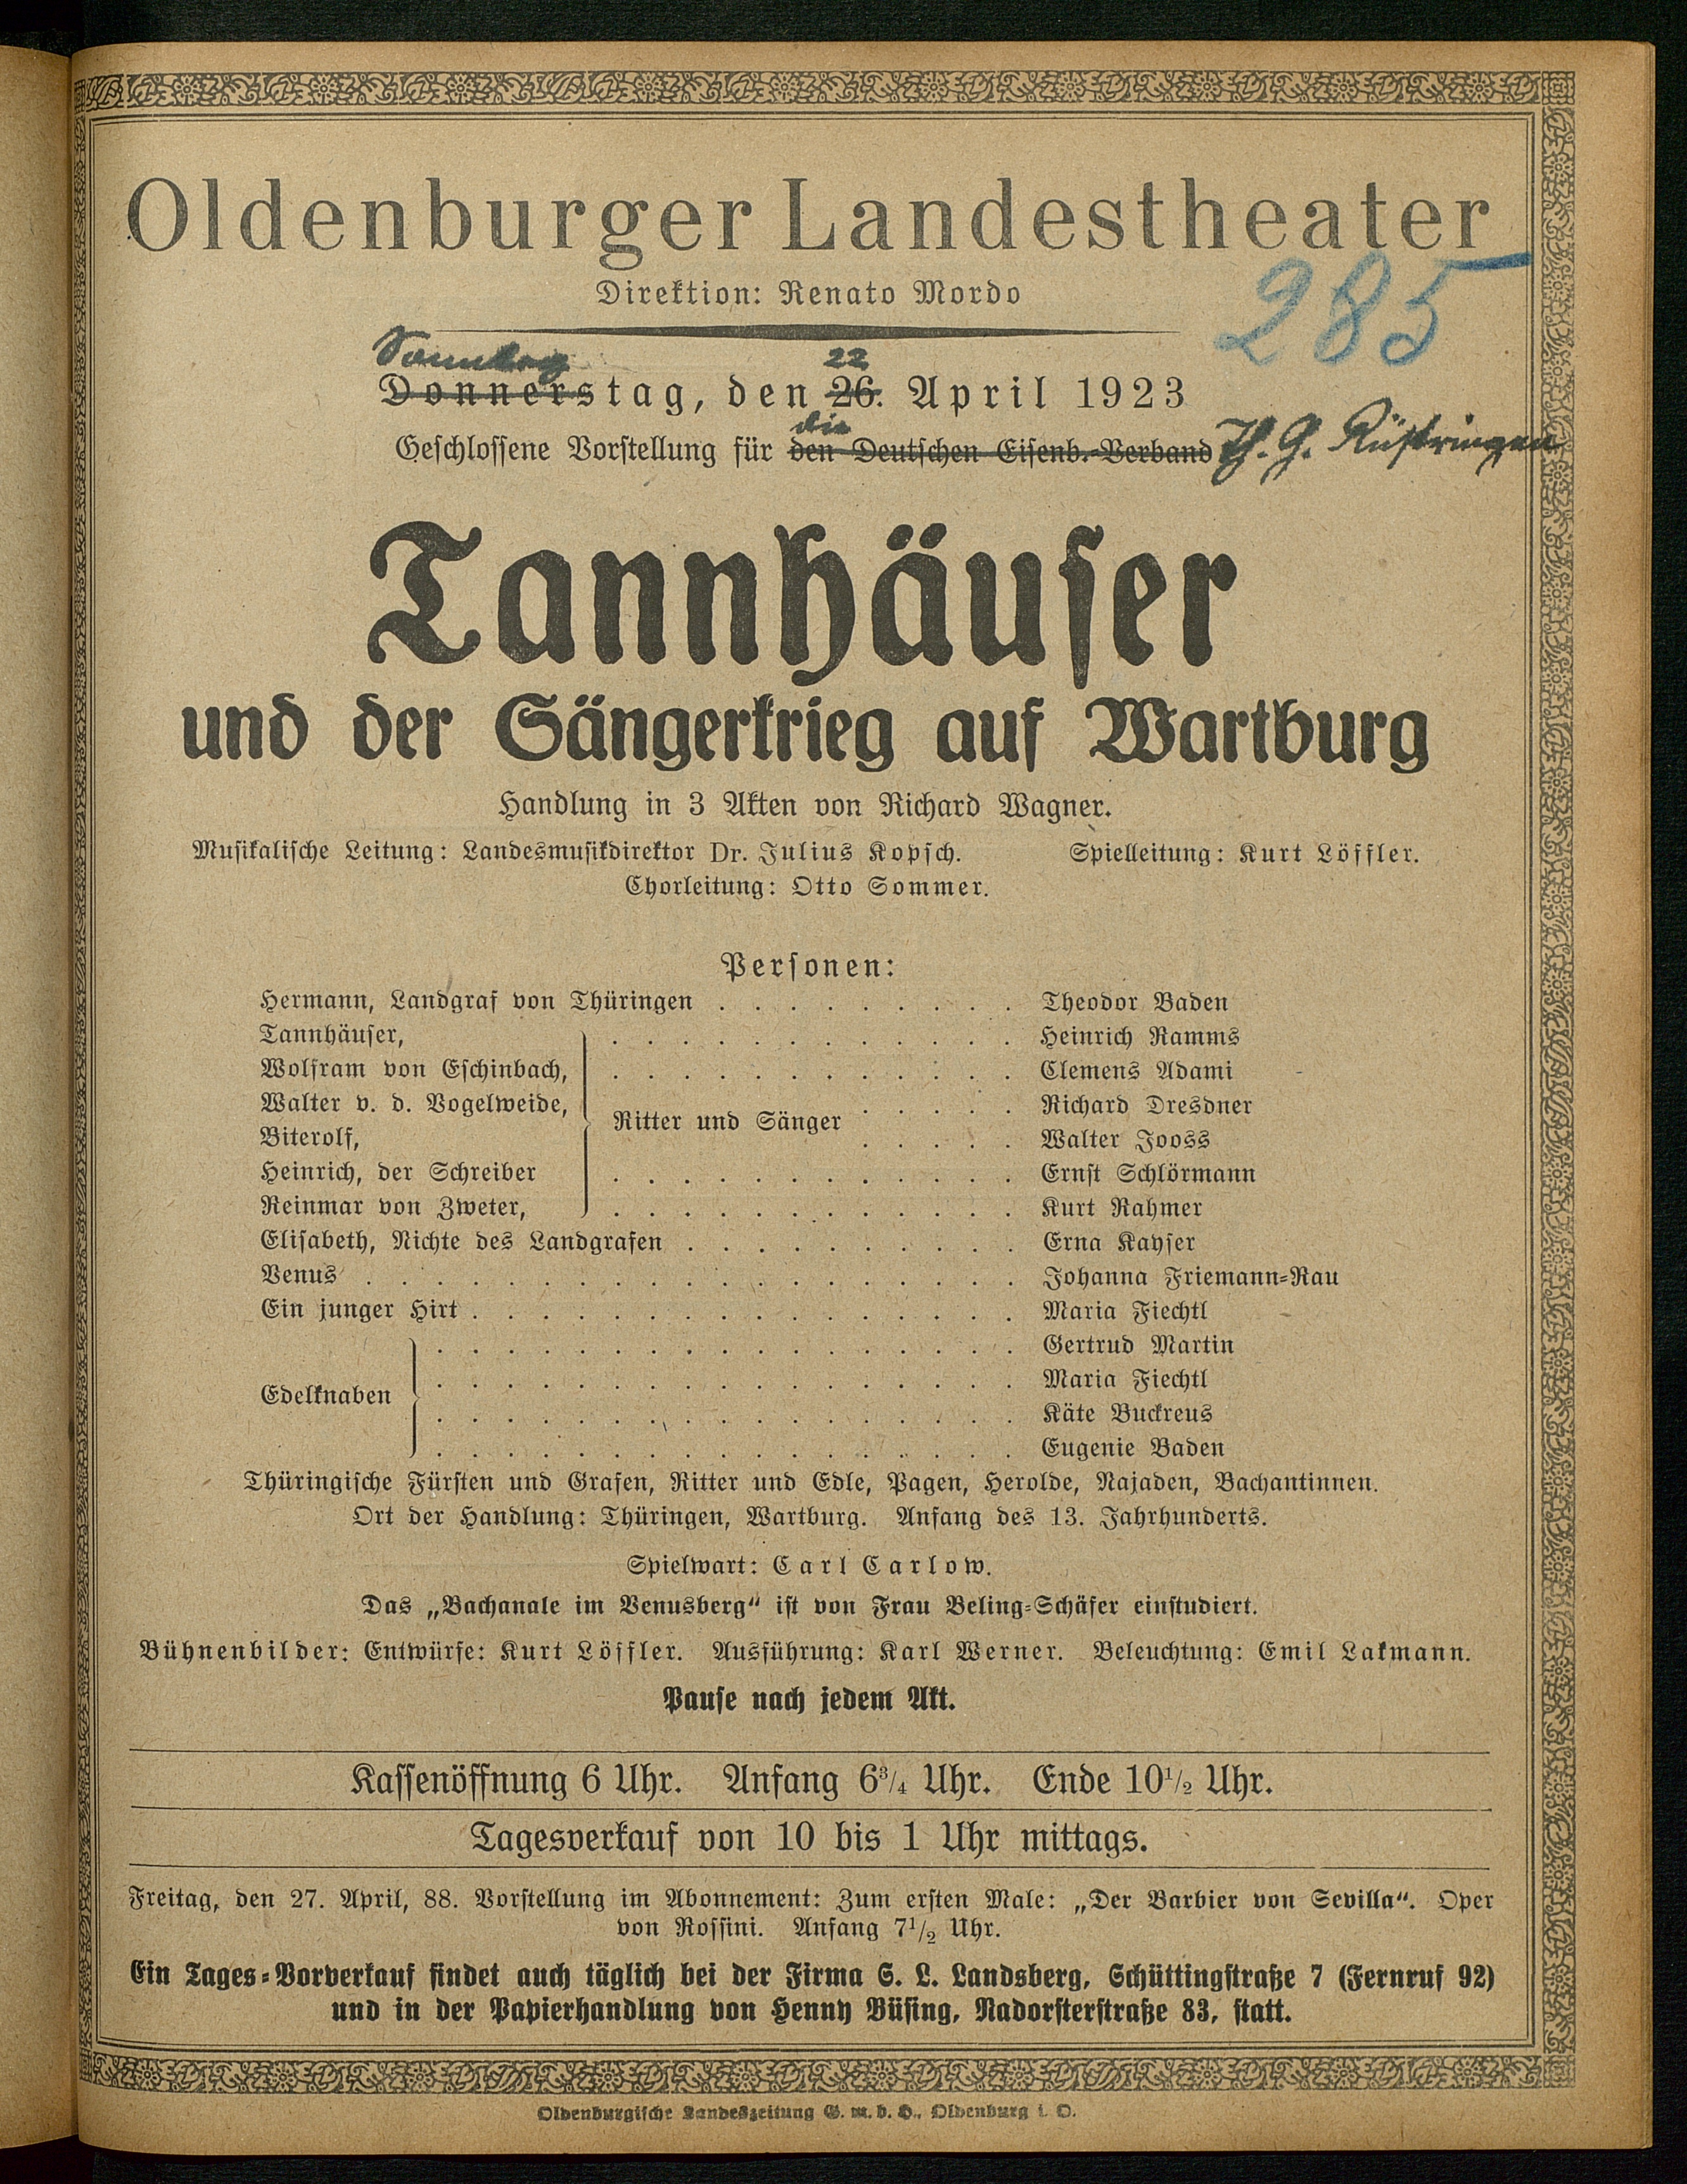 Oldenburger Landestheater
285
Direktion: Renato Mordo
Sonntag 22
Donnerstag, den 26. April 1923
die
Geschlossene Vorstellung für den Deutschen Eisenb.-Verband Th. G. Rüstringen
Tannhäuser
und der Sängerkrieg auf Wartburg
Handlung in 3 Akten von Richard Wagner.
Musikalische Leitung: Landesmusikdirektor Dr. Julius Kopsch. Spielleitung: Kurt Löffler.
Chorleitung: Otto Sommer.
Personen:
Hermann, Landgraf von Thüringen . . . . . . . . . Theodor Baden
Tannhäuser, . . . . . . . . . . . . Heinrich Ramms
Wolfram von Eschinbach, . . . . . . . . . . . . Clemens Adami
Walter v. d. Vogelweide, . . . . . Richard Dresdner
Ritter und Sänger
Biterolf, . . . . . Walter Jooss
Heinrich, der Schreiber . . . . . . . . . . . . Ernst Schlörmann
Reinmar von Zweter, . . . . . . . . . . . . Kurt Rahmer
Elisabeth, Nichte des Landgrafen . . . . . . . . . . Erna Kayser
Venus . . . . . . . . . . . . . . . . . . . Johanna Friemann-Rau
Ein junger Hirt . . . . . . . . . . . . . . . . Maria Fiechtl
. . . . . . . . . . . . . . . . . Gertrud Martin
. . . . . . . . . . . . . . . . . Maria Fiechtl
Edelknaben
. . . . . . . . . . . . . . . . . Käte Buckreus
. . . . . . . . . . . . . . . . . Eugenie Baden
Thüringische Fürsten und Grafen, Ritter und Edle, Pagen, Herolde, Najaden, Bachantinnen.
Ort der Handlung: Thüringen, Wartburg. Anfang des 13. Jahrhunderts.
Spielwart: Carl Carlow.
Das „Bachanale im Venusberg“ ist von Frau Beling-Schäfer einstudiert.
Bühnenbilder: Entwürfe: Kurt Löffler. Ausführung: Karl Werner. Beleuchtung: Emil Lakmann.
Pause nach jedem Akt.
Kassenöffnung 6 Uhr. Anfang 6¾ Uhr. Ende 10½ Uhr.
Tagesverkauf von 10 bis 1 Uhr mittags.
Freitag, den 27. April, 88. Vorstellung im Abonnement: Zum ersten Male: „Der Barbier von Sevilla“. Oper
von Rossini. Anfang 7½ Uhr.
Ein Tages-Vorverkauf findet auch täglich bei der Firma S. L. Landsberg, Schüttingstraße 7 (Fernruf 92)
und in der Papierhandlung von Henny Büsing, Nadorsterstraße 83, statt.
Oldenburgische Landeszeitung G. m. b. H., Oldenburg i. O.